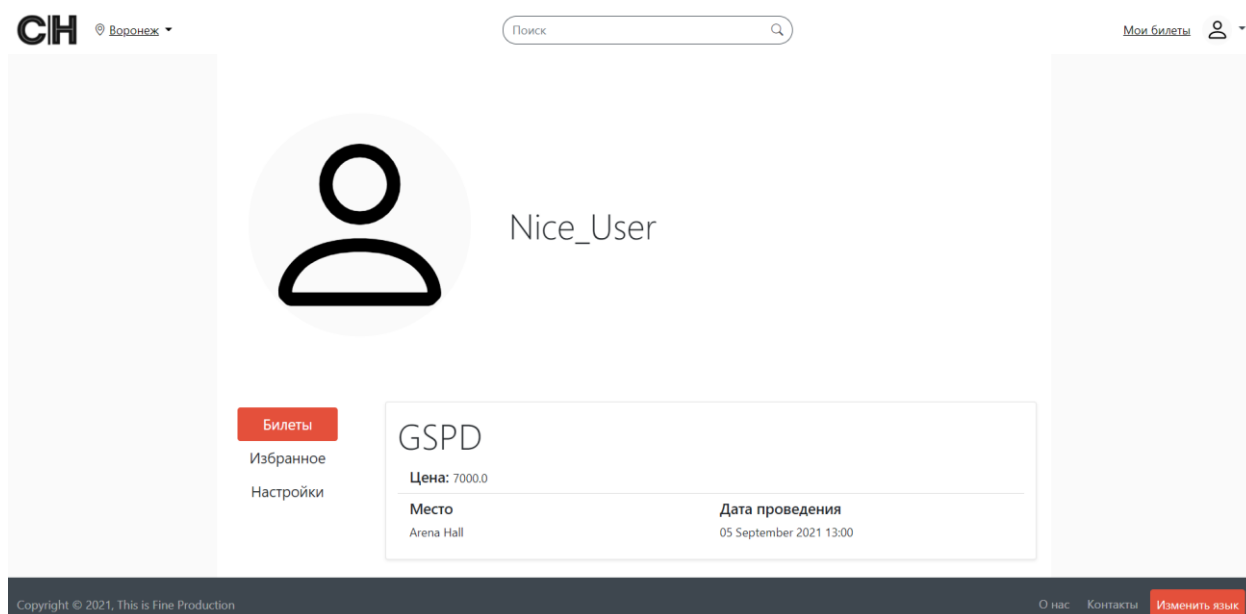 CH Воронеж Поиск Мои билеты
Nice_User
Билеты
Избранное
Настройки
GSPD
Цена: 7000.0
Место Дата проведения
Arena Hall 05 September 2021 13:00
Copyright © 2021, This is Fine Production О нас Контакты Изменить язык